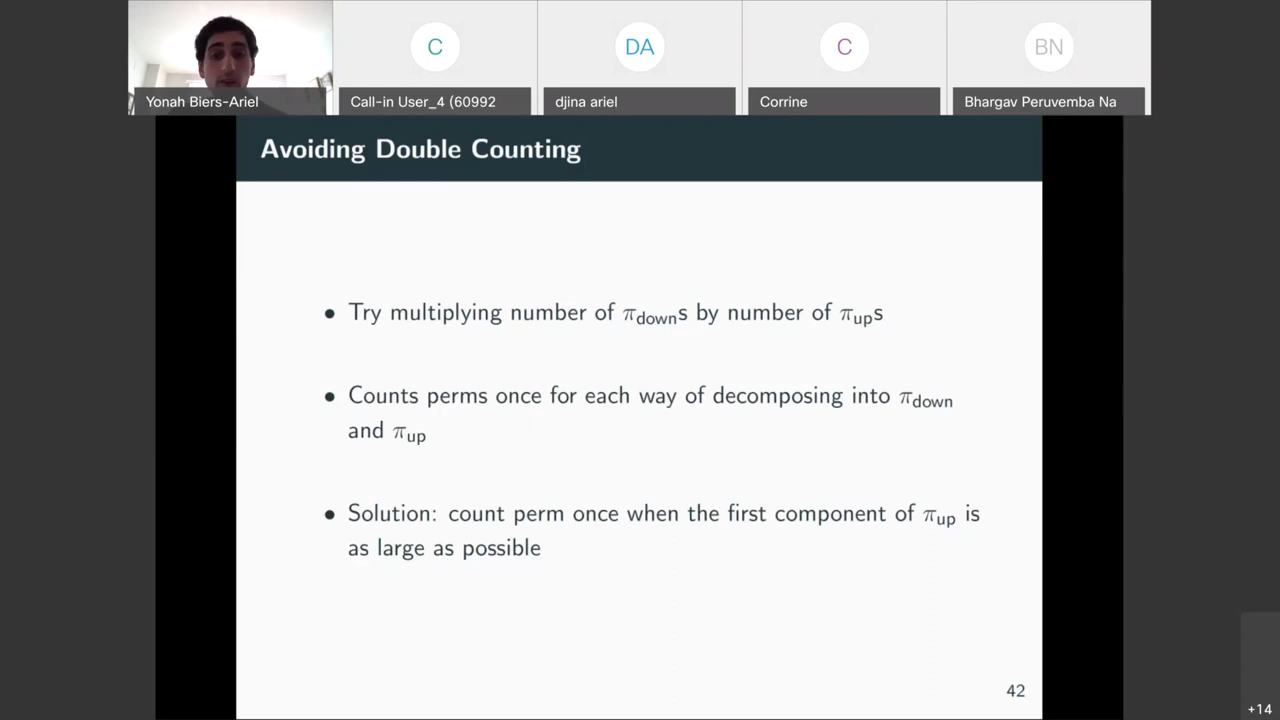 C
DA
C
BN
Yonah Biers-Ariel
Call-in User_4 (60992
djina ariel
Corrine
Bhargav Peruvemba Na
Avoiding Double Counting
• Try multiplying number of π_downs by number of π_ups
• Counts perms once for each way of decomposing into π_down
and π_up
• Solution: count perm once when the first component of π_up is
as large as possible
42
+14